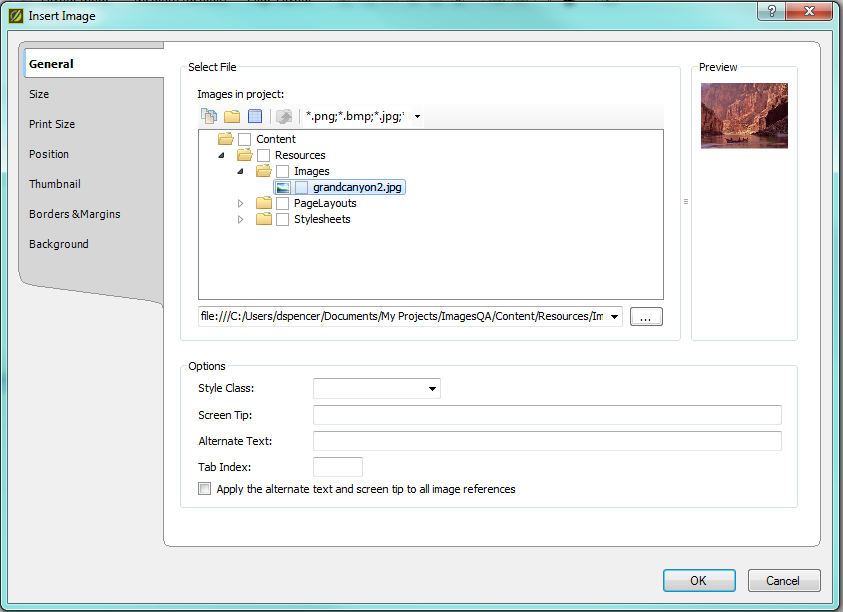 Insert Image
?
General
Size
Print Size
Position
Thumbnail
Borders &Margins
Background
Select File
Images in project:
*.png;*.bmp;*.jpg;*
Content
Resources
Images
grandcanyon2.jpg
PageLayouts
Stylesheets
file:///C:/Users/dspencer/Documents/My Projects/ImagesQA/Content/Resources/Im
...
Preview
Options
Style Class:
Screen Tip:
Alternate Text:
Tab Index:
Apply the alternate text and screen tip to all image references
OK
Cancel